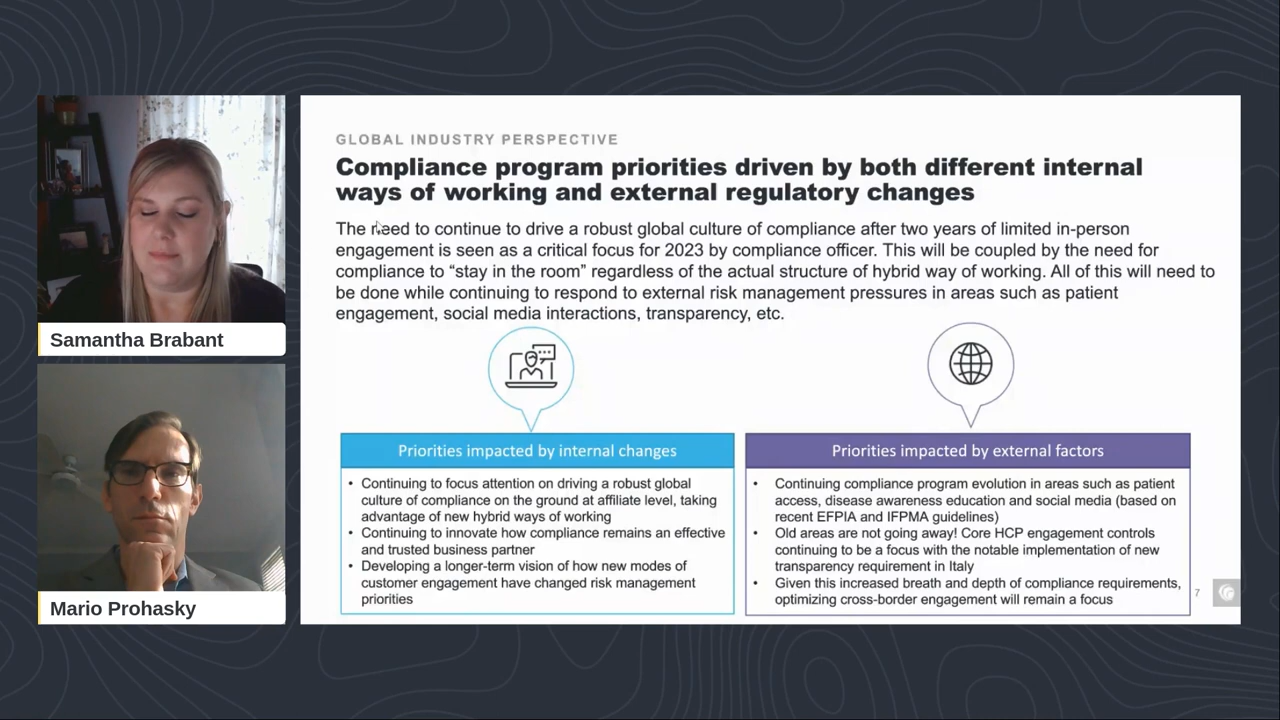 Samantha Brabant
Mario Prohasky
GLOBAL INDUSTRY PERSPECTIVE
Compliance program priorities driven by both different internal
ways of working and external regulatory changes
The need to continue to drive a robust global culture of compliance after two years of limited in-person
engagement is seen as a critical focus for 2023 by compliance officer. This will be coupled by the need for
compliance to “stay in the room” regardless of the actual structure of hybrid way of working. All of this will need to
be done while continuing to respond to external risk management pressures in areas such as patient
engagement, social media interactions, transparency, etc.
Priorities impacted by internal changes
• Continuing to focus attention on driving a robust global
culture of compliance on the ground at affiliate level, taking
advantage of new hybrid ways of working
• Continuing to innovate how compliance remains an effective
and trusted business partner
• Developing a longer-term vision of how new modes of
customer engagement have changed risk management
priorities
Priorities impacted by external factors
• Continuing compliance program evolution in areas such as patient
access, disease awareness education and social media (based on
recent EFPIA and IFPMA guidelines)
• Old areas are not going away! Core HCP engagement controls
continuing to be a focus with the notable implementation of new
transparency requirement in Italy
• Given this increased breath and depth of compliance requirements,
optimizing cross-border engagement will remain a focus
7